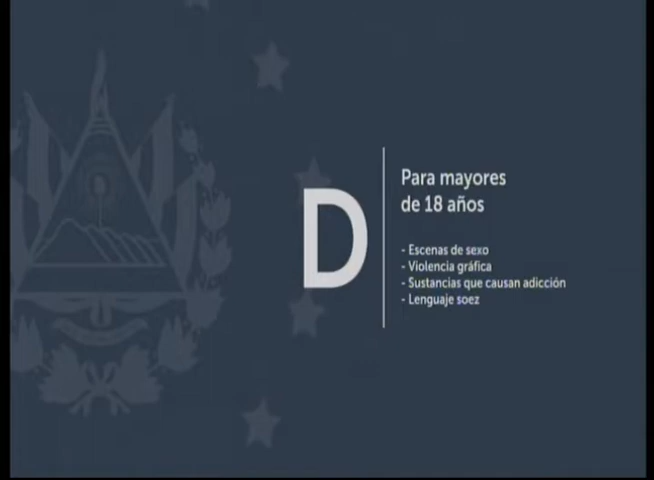 D
Para mayores
de 18 años
- Escenas de sexo
- Violencia gráfica
- Sustancias que causan adicción
- Lenguaje soez